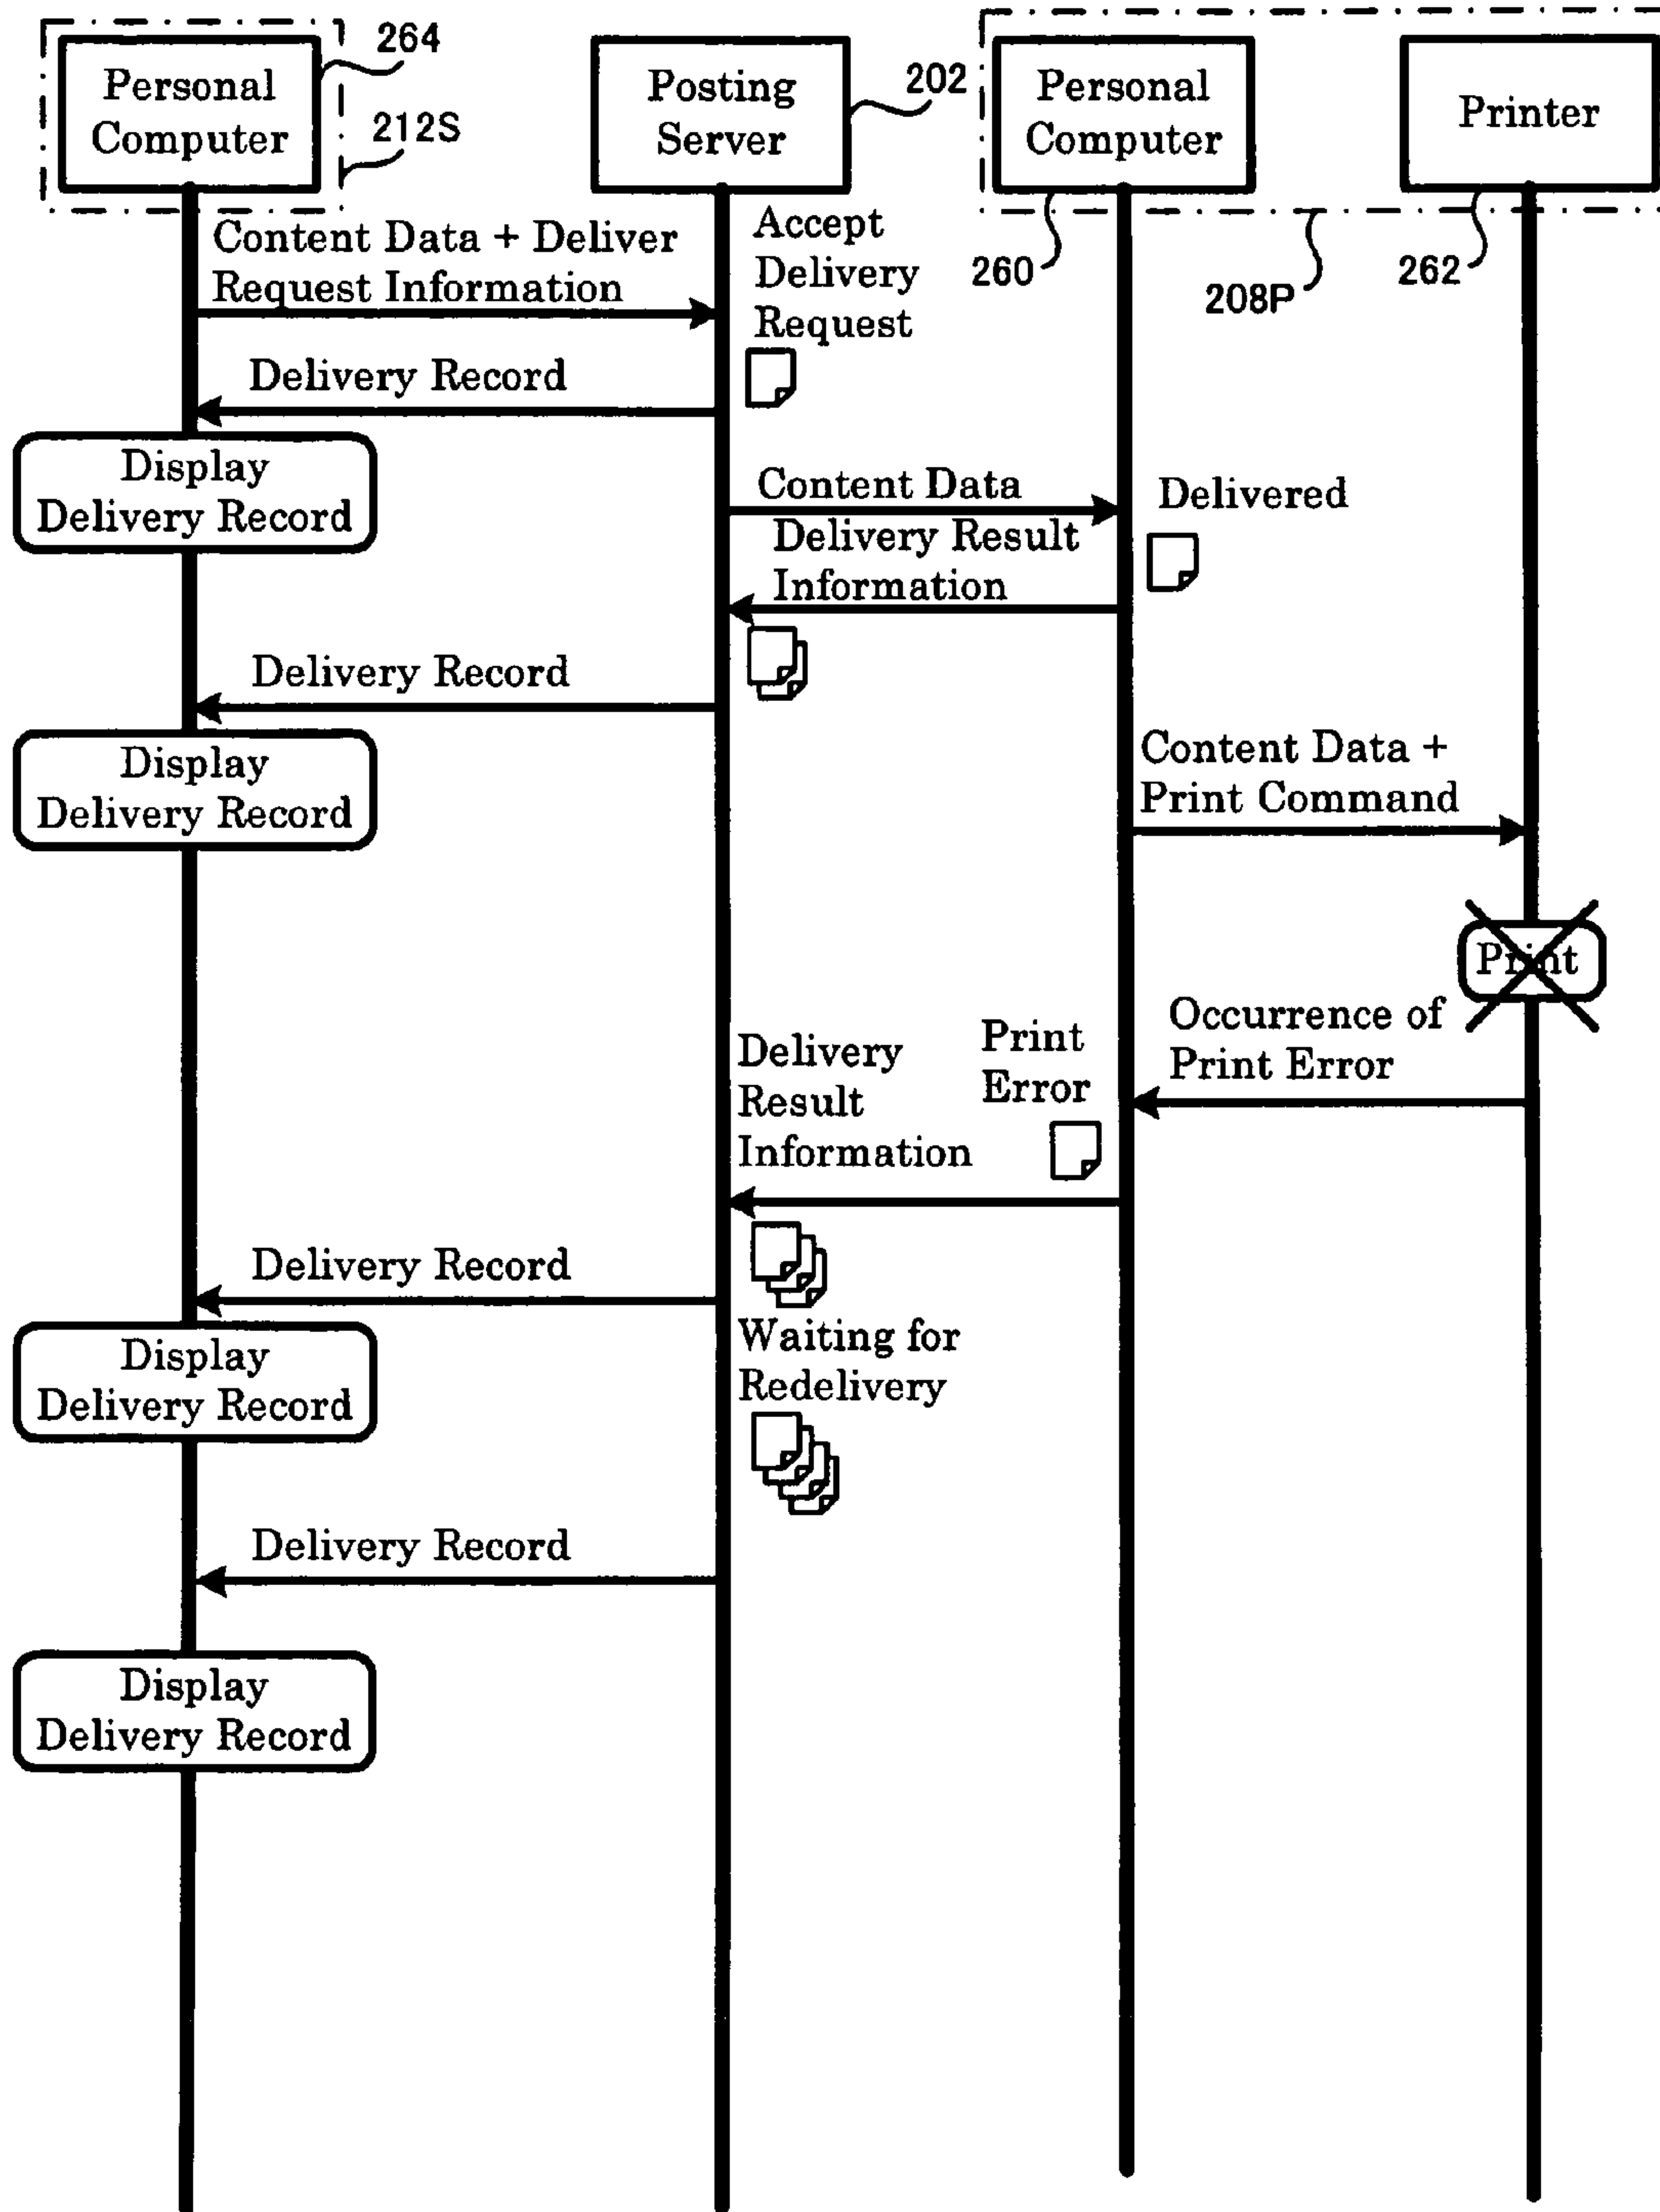 Personal
Computer
264
212S
Posting
Server
202
Personal
Computer
Printer
260
208P
262
Content Data + Deliver
Request Information
Accept
Delivery
Request
Delivery Record
Display
Delivery Record
Content Data
Delivered
Delivery Result
Information
Delivery Record
Display
Delivery Record
Content Data +
Print Command
Print
Occurrence of
Print Error
Print
Error
Delivery
Result
Information
Delivery Record
Display
Delivery Record
Waiting for
Redelivery
Delivery Record
Display
Delivery Record